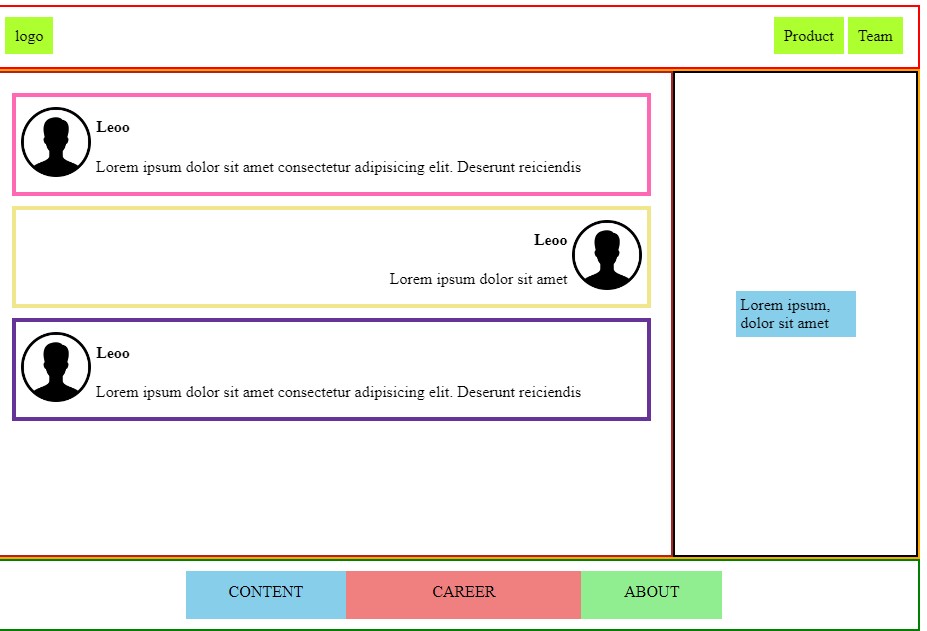 logo
Product
Team
Leoo
Lorem ipsum dolor sit amet consectetur adipisicing elit. Deserunt reiciendis
Leoo
Lorem ipsum dolor sit amet
Leoo
Lorem ipsum dolor sit amet consectetur adipisicing elit. Deserunt reiciendis
Lorem ipsum,
dolor sit amet
CONTENT
CAREER
ABOUT